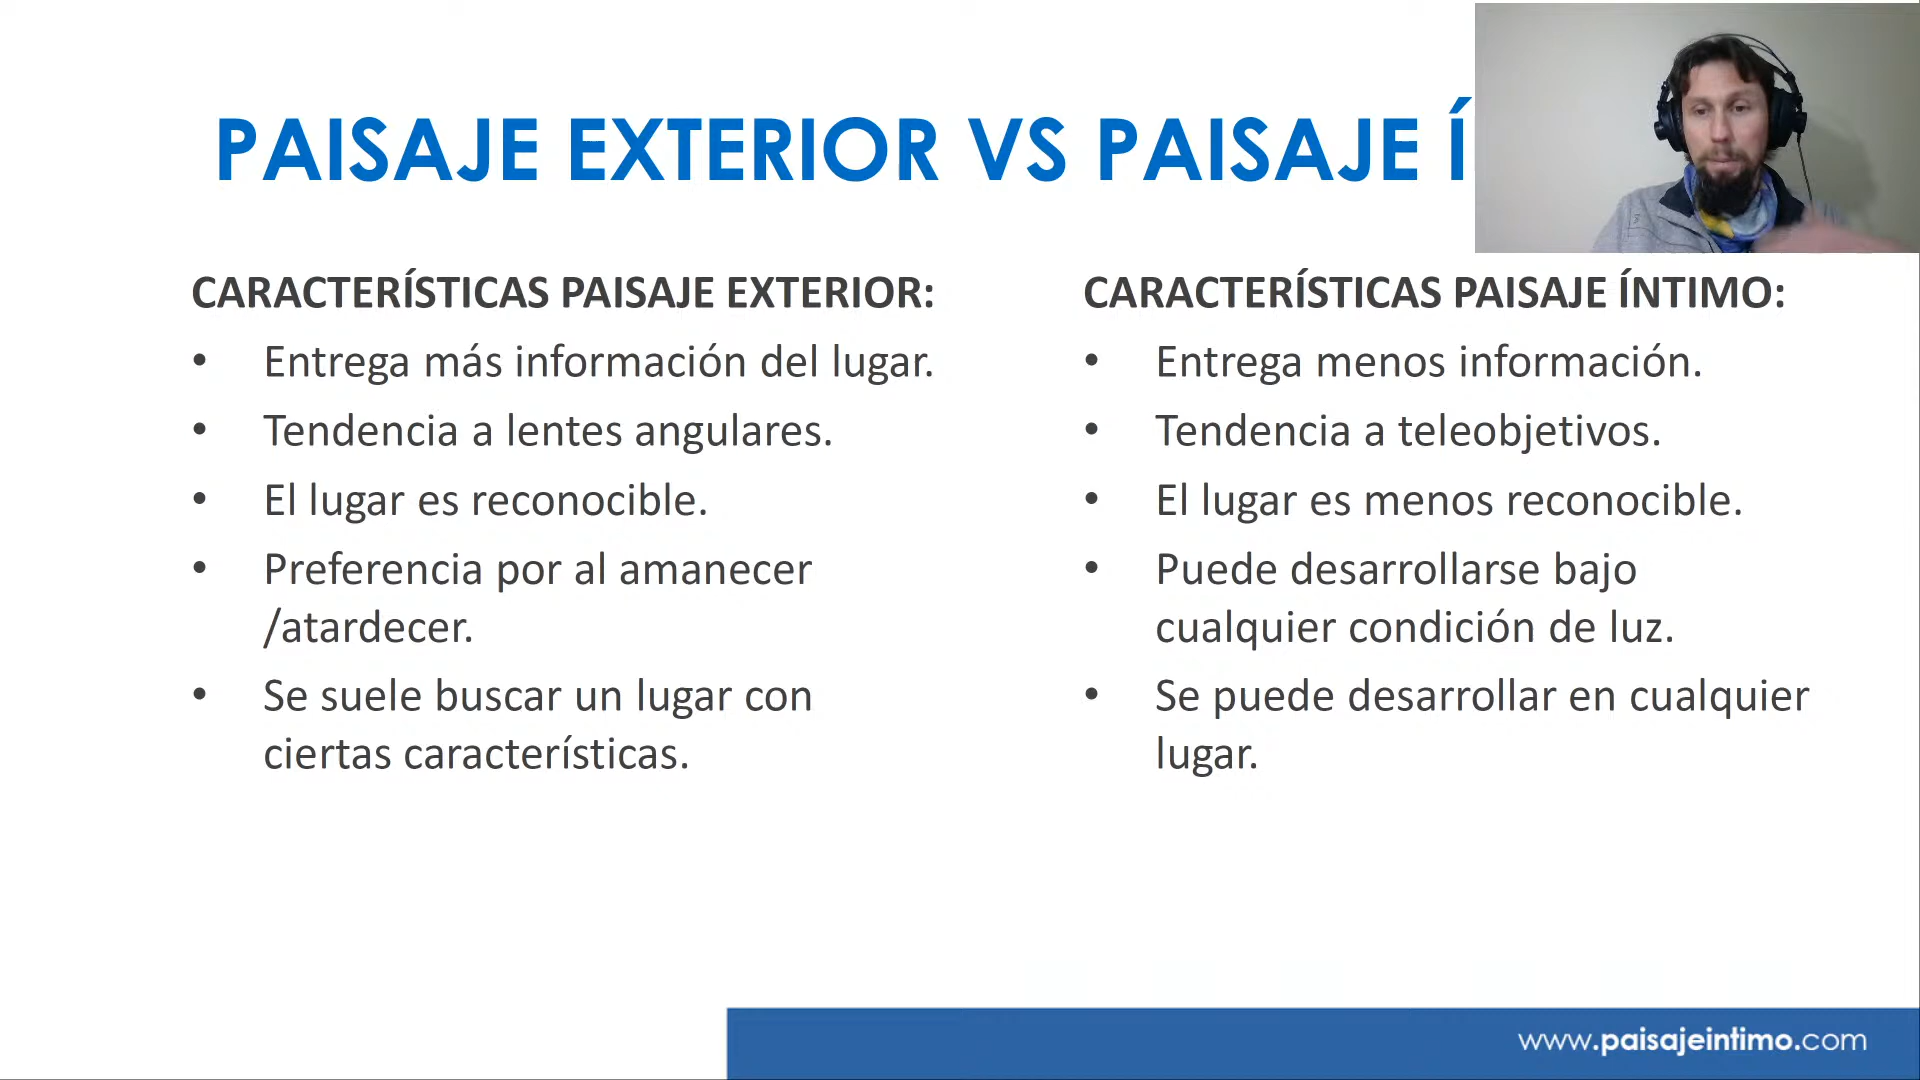 PAISAJE EXTERIOR VS PAISAJE Í
CARACTERÍSTICAS PAISAJE EXTERIOR:
• Entrega más información del lugar.
• Tendencia a lentes angulares.
• El lugar es reconocible.
• Preferencia por al amanecer
/atardecer.
• Se suele buscar un lugar con
ciertas características.
CARACTERÍSTICAS PAISAJE ÍNTIMO:
• Entrega menos información.
• Tendencia a teleobjetivos.
• El lugar es menos reconocible.
• Puede desarrollarse bajo
cualquier condición de luz.
• Se puede desarrollar en cualquier
lugar.
www.paisajeintimo.com